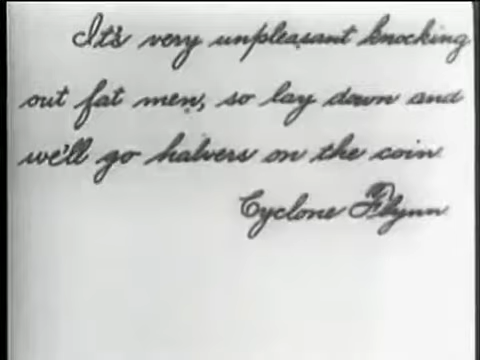 It's very unpleasant knocking
out fat men, so lay down and
we'll go halvers on the coin
Cyclone Flynn